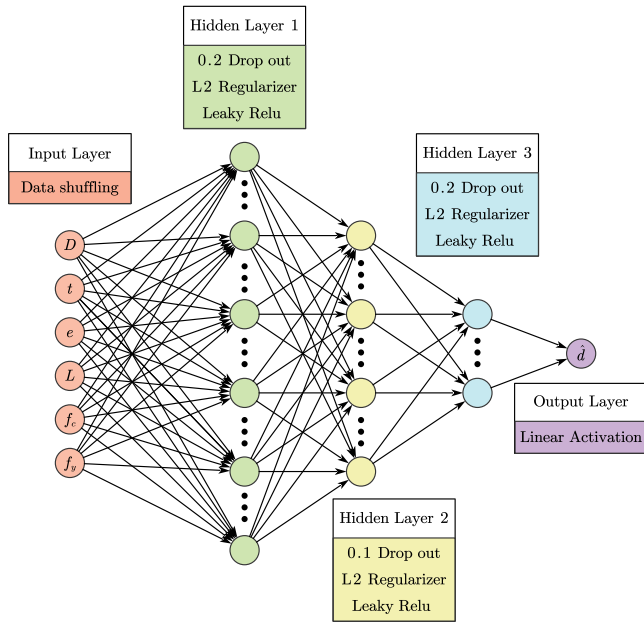 Hidden Layer 1
0.2 Drop out
L2 Regularizer
Leaky Relu
Input Layer
Data shuffling
Hidden Layer 3
0.2 Drop out
L2 Regularizer
Leaky Relu
D
t
e
L
f_c
f_y
d̂
Output Layer
Linear Activation
Hidden Layer 2
0.1 Drop out
L2 Regularizer
Leaky Relu